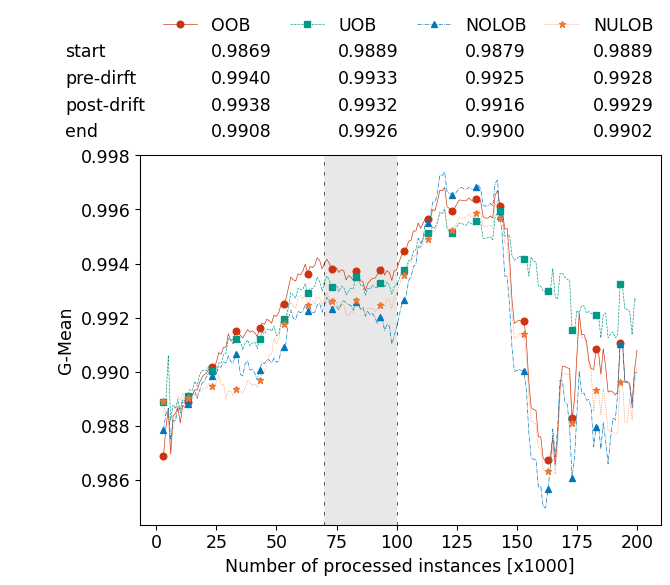 OOB UOB NOLOB NULOB
start 0.9869 0.9889 0.9879 0.9889
pre-dirft 0.9940 0.9933 0.9925 0.9928
post-drift 0.9938 0.9932 0.9916 0.9929
end 0.9908 0.9926 0.9900 0.9902
0.998
0.996
0.994
0.992
0.990
0.988
0.986
G-Mean
0 25 50 75 100 125 150 175 200
Number of processed instances [x1000]